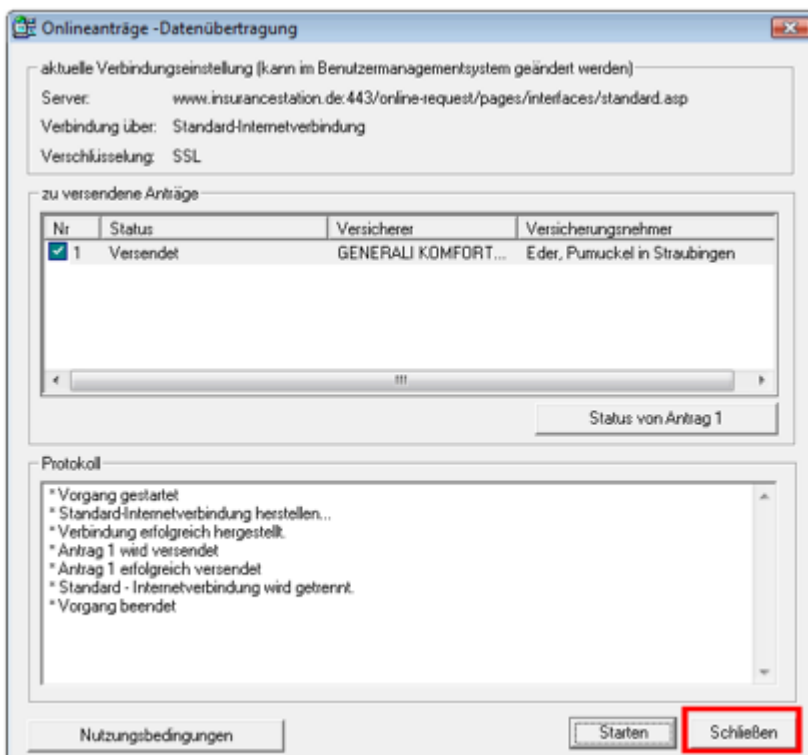 Onlineanträge -Datenübertragung
aktuelle Verbindungseinstellung (kann im Benutzermanagementsystem geändert werden)
Server: www.insurancestation.de:443/online-request/pages/interfaces/standard.asp
Verbindung über: Standard-Internetverbindung
Verschlüsselung: SSL
zu versendene Anträge
Nr Status Versicherer Versicherungsnehmer
1 Versendet GENERALI KOMFORT... Eder, Pumuckel in Straubingen
Status von Antrag 1
Protokoll
* Vorgang gestartet
* Standard-Internetverbindung herstellen...
* Verbindung erfolgreich hergestellt.
* Antrag 1 wird versendet
* Antrag 1 erfolgreich versendet
* Standard - Internetverbindung wird getrennt.
* Vorgang beendet
Nutzungsbedingungen Starten Schließen